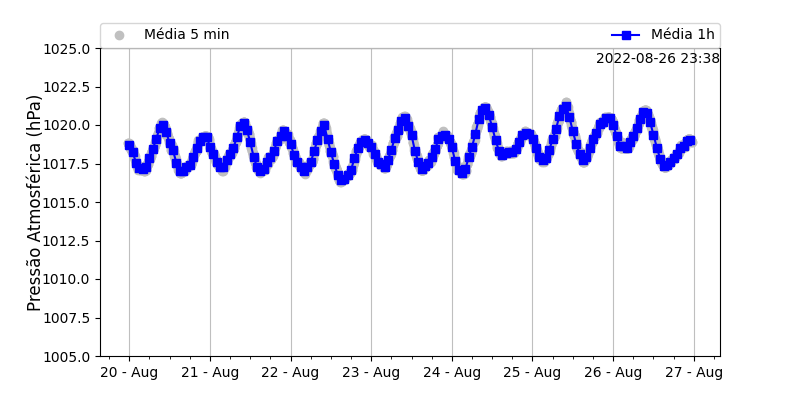 Média 5 min
Média 1h
2022-08-26 23:38
Pressão Atmosférica (hPa)
1025.0
1022.5
1020.0
1017.5
1015.0
1012.5
1010.0
1007.5
1005.0
20 - Aug
21 - Aug
22 - Aug
23 - Aug
24 - Aug
25 - Aug
26 - Aug
27 - Aug